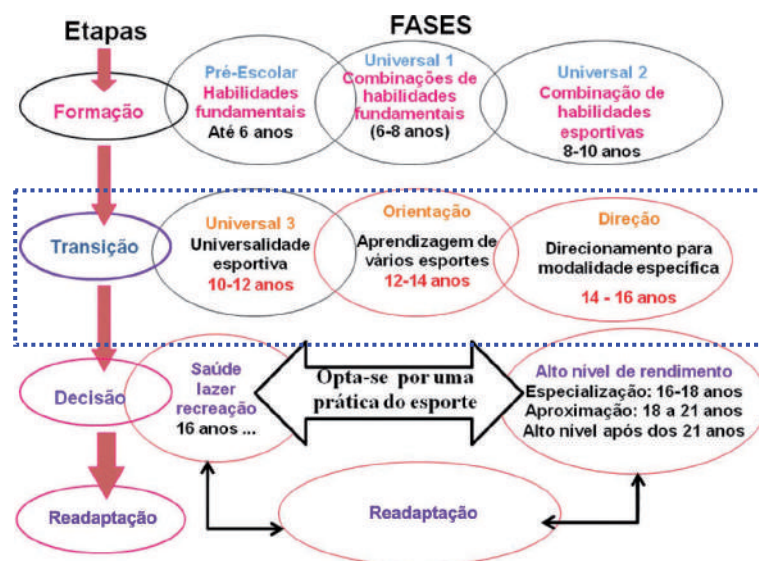 Etapas
FASES
Formação
Pré-Escolar
Habilidades
fundamentais
Até 6 anos
Universal 1
Combinações de
habilidades
fundamentais
(6-8 anos)
Universal 2
Combinação de
habilidades
esportivas
8-10 anos
Transição
Universal 3
Universalidade
esportiva
10-12 anos
Orientação
Aprendizagem de
vários esportes
12-14 anos
Direção
Direcionamento para
modalidade específica
14 - 16 anos
Decisão
Saúde
lazer
recreação
16 anos ...
Opta-se por uma
prática do esporte
Alto nível de rendimento
Especialização: 16-18 anos
Aproximação: 18 a 21 anos
Alto nível após dos 21 anos
Readaptação
Readaptação